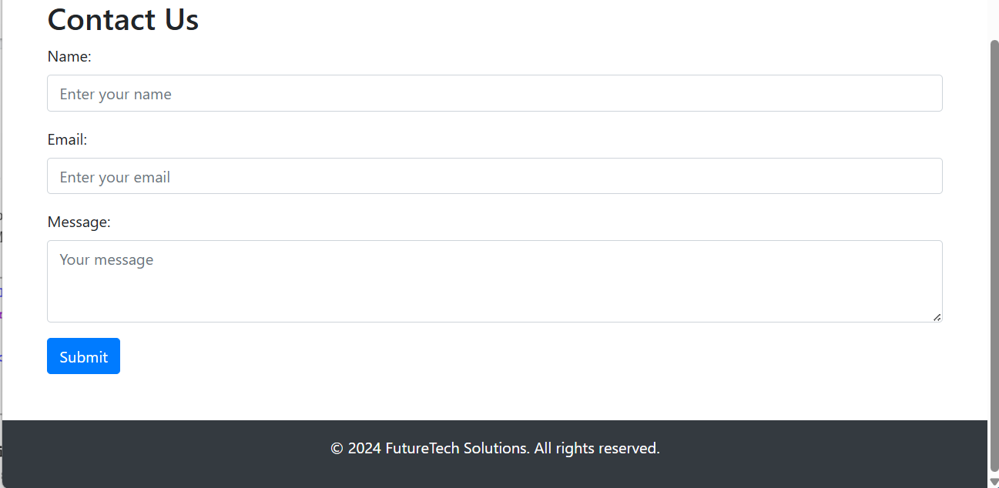 Contact Us
Name:
Enter your name
Email:
Enter your email
Message:
Your message
Submit
© 2024 FutureTech Solutions. All rights reserved.